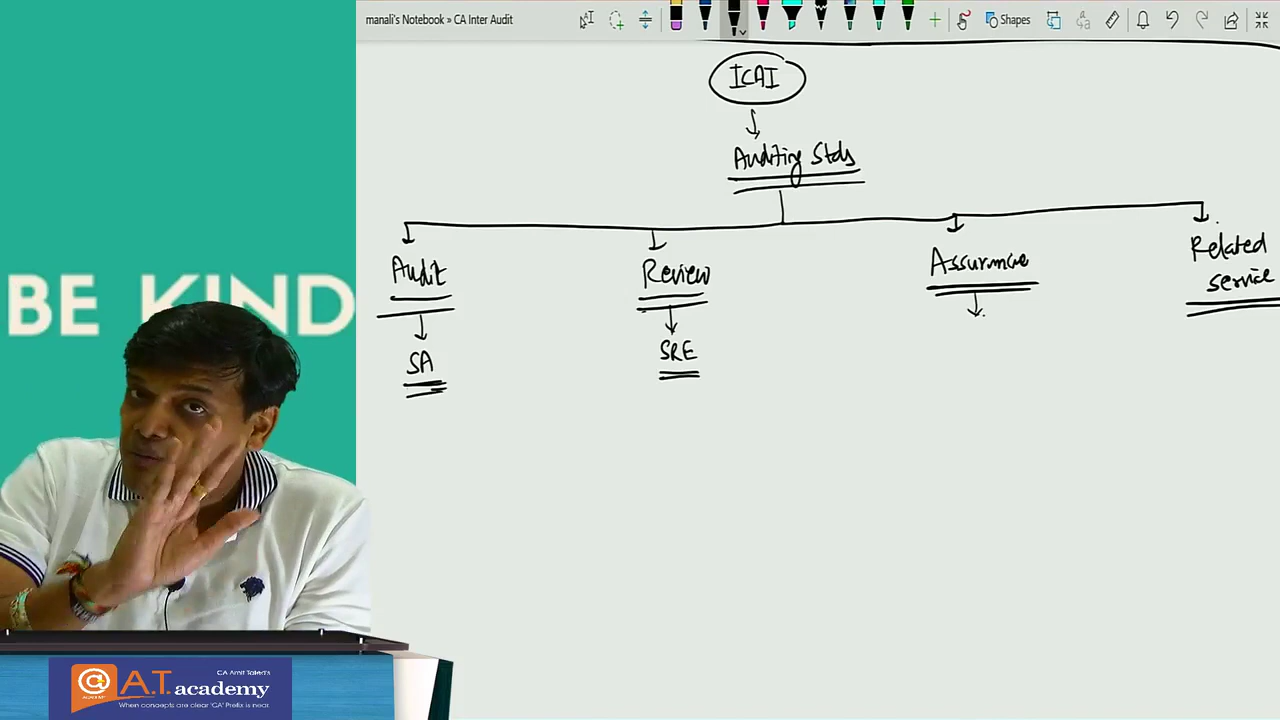 manali's Notebook » CA Inter Audit
Shapes
ICAI
Auditing Stds
Audit
Review
Assurance
Related
service
SA
SRE
BE KIND
CA Amit Talda's
@A.T. academy
When concepts are clear 'CA' Prefix is near.